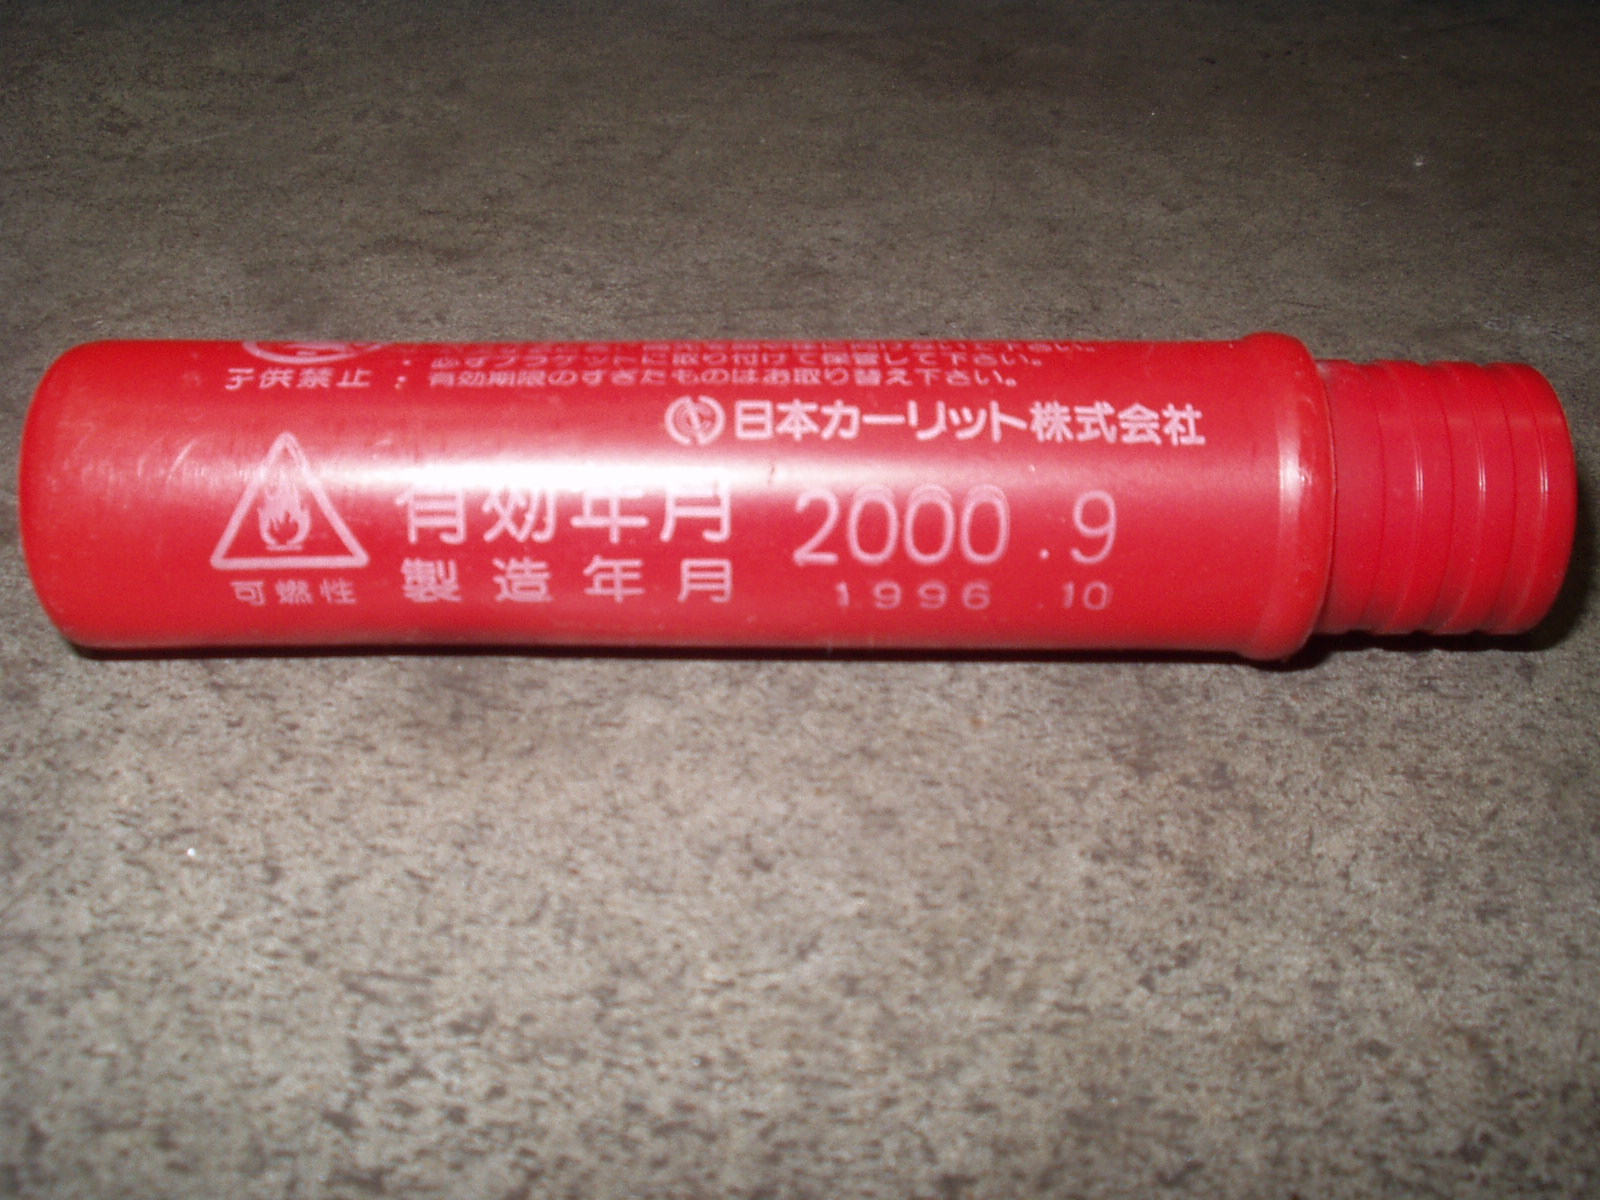 必ずブラケットに取り付けて保管して下さい。
子供禁止 ・有効期限のすぎたものはお取り替え下さい。
日本カーリット株式会社
有効年月 2000.9
製造年月 1996.10
可燃性